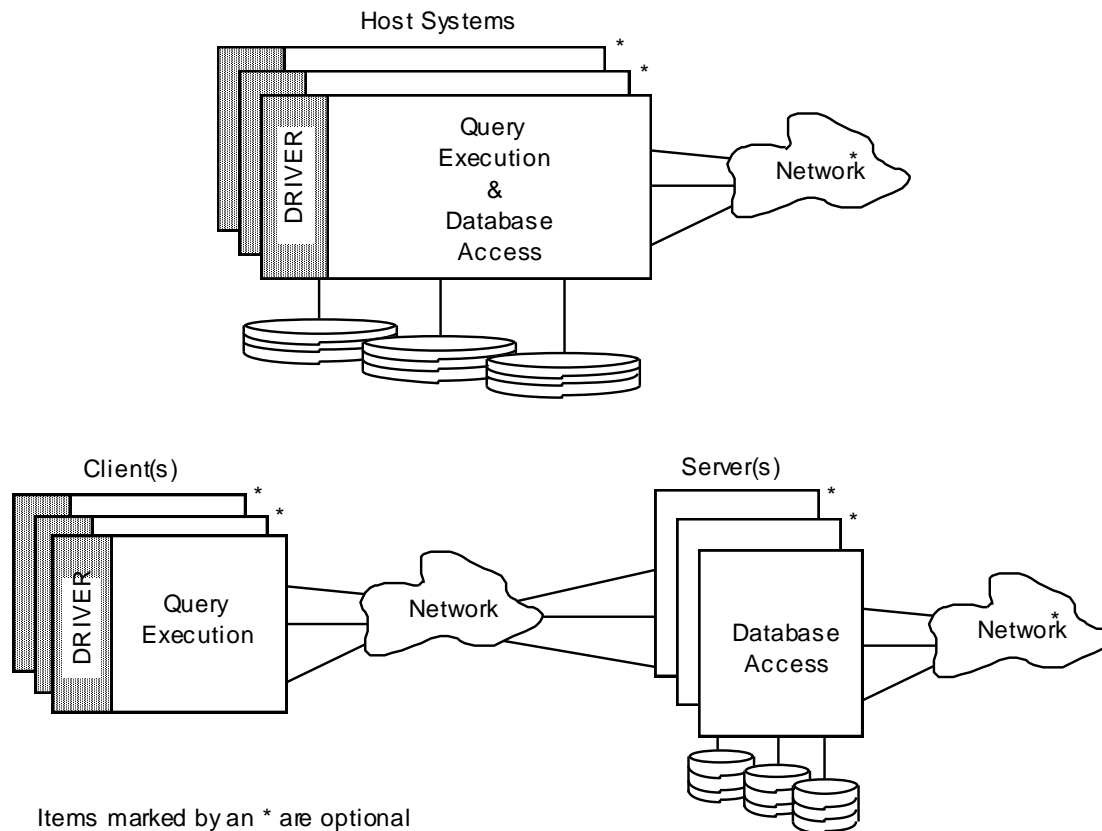 Host Systems
*
*
DRIVER
Query
Execution
&
Database
Access
Network*
Client(s)
*
*
DRIVER
Query
Execution
Network
Server(s)
*
*
Database
Access
Network*
Items marked by an * are optional